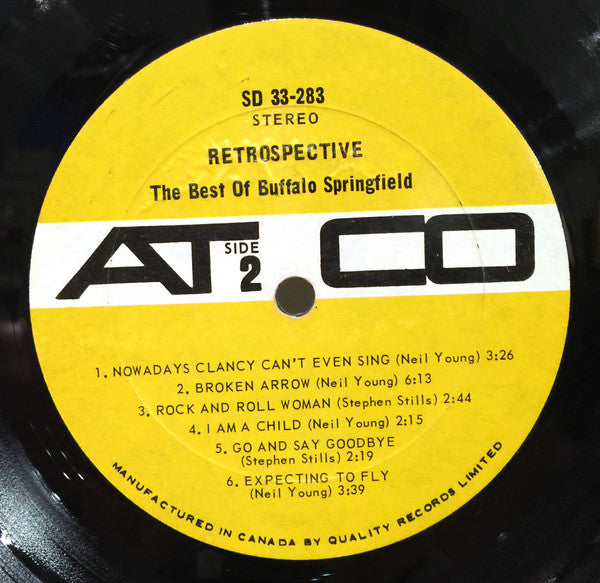 SD 33-283
STEREO
RETROSPECTIVE
The Best Of Buffalo Springfield
ATCO
SIDE
2
1. NOWADAYS CLANCY CAN'T EVEN SING (Neil Young) 3:26
2. BROKEN ARROW (Neil Young) 6:13
3. ROCK AND ROLL WOMAN (Stephen Stills) 2:44
4. I AM A CHILD (Neil Young) 2:15
5. GO AND SAY GOODBYE
(Stephen Stills) 2:19
6. EXPECTING TO FLY
(Neil Young) 3:39
MANUFACTURED IN CANADA BY QUALITY RECORDS LIMITED